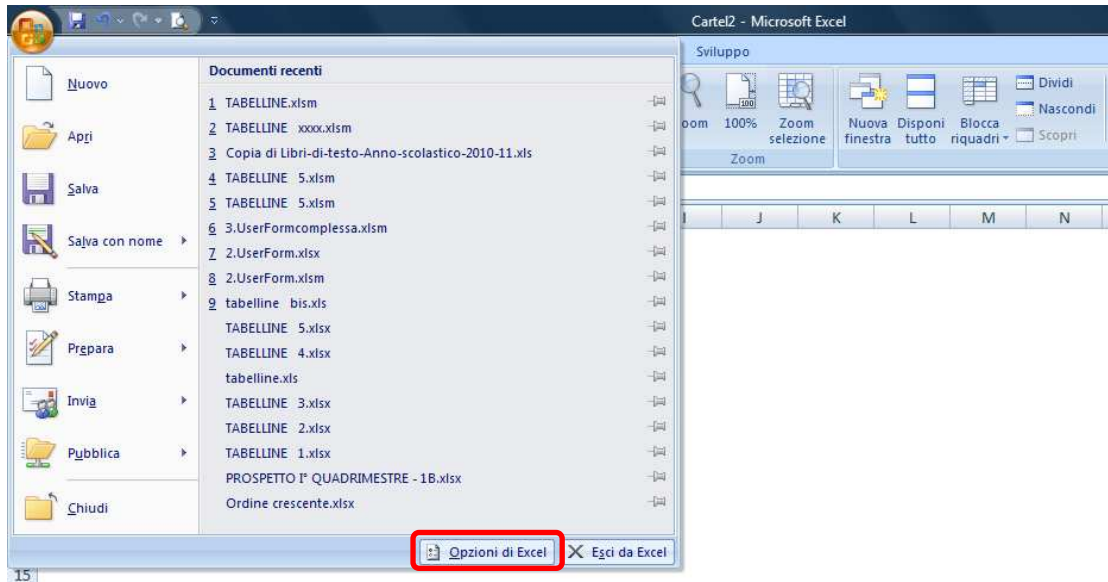 Cartel2 - Microsoft Excel
Sviluppo
Nuovo
Apri
Salva
Salva con nome
Stampa
Prepara
Invia
Pubblica
Chiudi
Documenti recenti
1 TABELLINE.xlsm
2 TABELLINE xxxx.xlsm
3 Copia di Libri-di-testo-Anno-scolastico-2010-11.xls
4 TABELLINE 5.xlsm
5 TABELLINE 5.xlsm
6 3.UserFormcomplessa.xlsm
7 2.UserForm.xlsx
8 2.UserForm.xlsm
9 tabelline bis.xls
TABELLINE 5.xlsx
TABELLINE 4.xlsx
tabelline.xls
TABELLINE 3.xlsx
TABELLINE 2.xlsx
TABELLINE 1.xlsx
PROSPETTO I° QUADRIMESTRE - 1B.xlsx
Ordine crescente.xlsx
Opzioni di Excel
Esci da Excel
oom
100
100%
Zoom
selezione
Zoom
Nuova
finestra
Disponi
tutto
Blocca
riquadri
Dividi
Nascondi
Scopri
I J K L M N
15